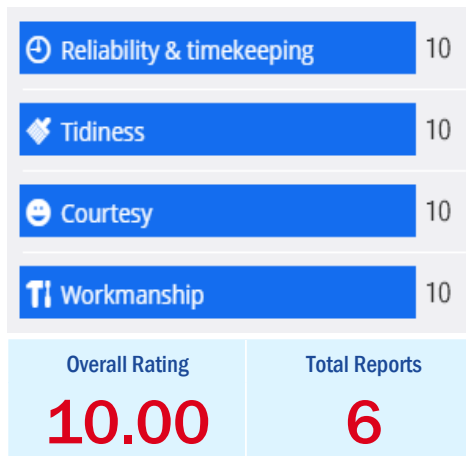 Reliability & timekeeping 10
Tidiness 10
Courtesy 10
Workmanship 10
Overall Rating Total Reports
10.00 6